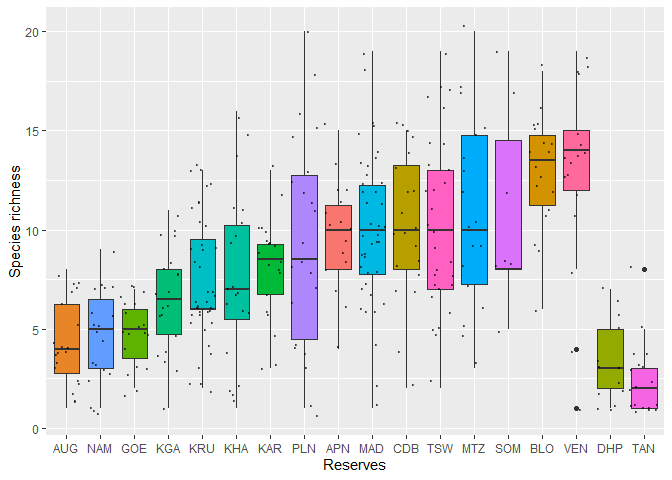 20
15
10
5
0
Species richness
AUG NAM GOE KGA KRU KHA KAR PLN APN MAD CDB TSW MTZ SOM BLO VEN DHP TAN
Reserves